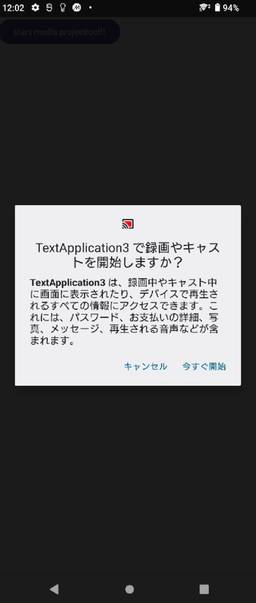 12:02
94%
start media projection!!
TextApplication3 で録画やキャス
トを開始しますか？
TextApplication3 は、録画中やキャスト中
に画面に表示されたり、デバイスで再生さ
れるすべての情報にアクセスできます。こ
れには、パスワード、お支払いの詳細、写
真、メッセージ、再生される音声などが含
まれます。
キャンセル 今すぐ開始